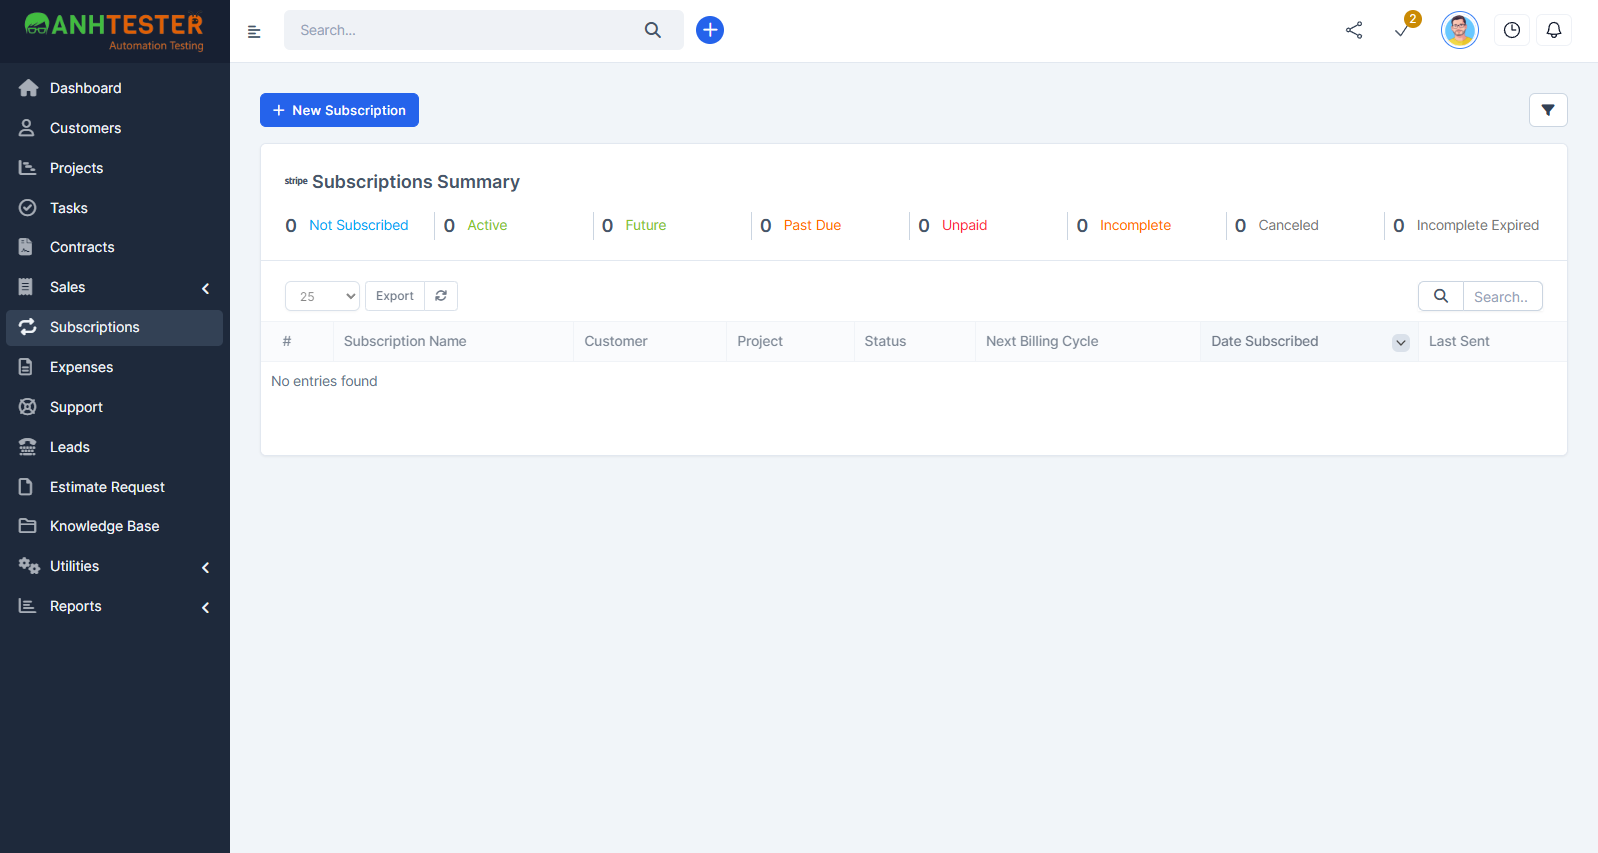 ANHTESTER
Automation Testing
Search...
2
Dashboard
Customers
Projects
Tasks
Contracts
Sales
Subscriptions
Expenses
Support
Leads
Estimate Request
Knowledge Base
Utilities
Reports
New Subscription
stripe Subscriptions Summary
0 Not Subscribed 0 Active 0 Future 0 Past Due 0 Unpaid 0 Incomplete 0 Canceled 0 Incomplete Expired
25 Export Search..
# Subscription Name Customer Project Status Next Billing Cycle Date Subscribed Last Sent
No entries found